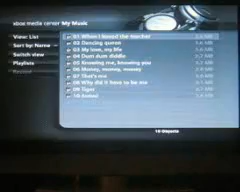 xbox media center My Music
View: List
Sort by: Name
Switch view
Playlists
01 When I kissed the teacher
02 Dancing queen
03 My love, my life
04 Dum dum diddle
05 Knowing me, knowing you
06 Money, money, money
07 That's me
08 Why did it have to be me
09 Tiger
10 Arrival
10 Objects